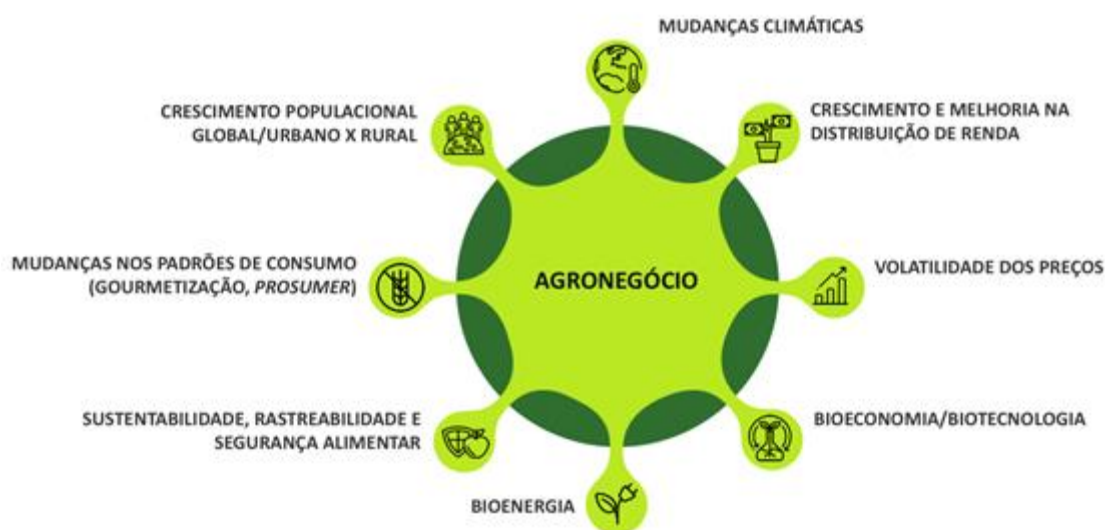 MUDANÇAS CLIMÁTICAS
CRESCIMENTO POPULACIONAL
GLOBAL/URBANO X RURAL
CRESCIMENTO E MELHORIA NA
DISTRIBUIÇÃO DE RENDA
MUDANÇAS NOS PADRÕES DE CONSUMO
(GOURMETIZAÇÃO, PROSUMER)
AGRONEGÓCIO
VOLATILIDADE DOS PREÇOS
SUSTENTABILIDADE, RASTREABILIDADE E
SEGURANÇA ALIMENTAR
BIOECONOMIA/BIOTECNOLOGIA
BIOENERGIA